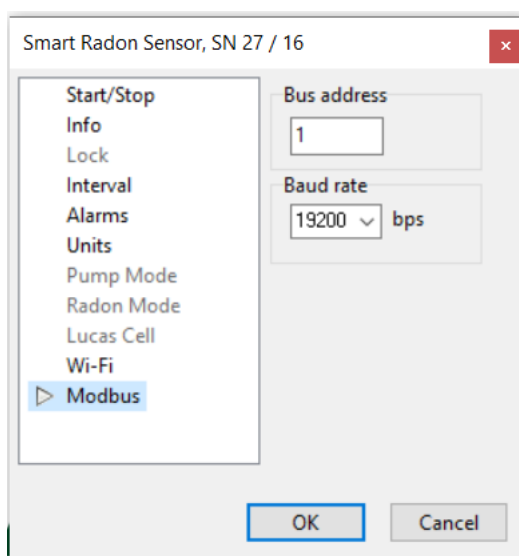 Smart Radon Sensor, SN 27 / 16
Start/Stop
Info
Lock
Interval
Alarms
Units
Pump Mode
Radon Mode
Lucas Cell
Wi-Fi
Modbus
Bus address
1
Baud rate
19200 bps
OK Cancel